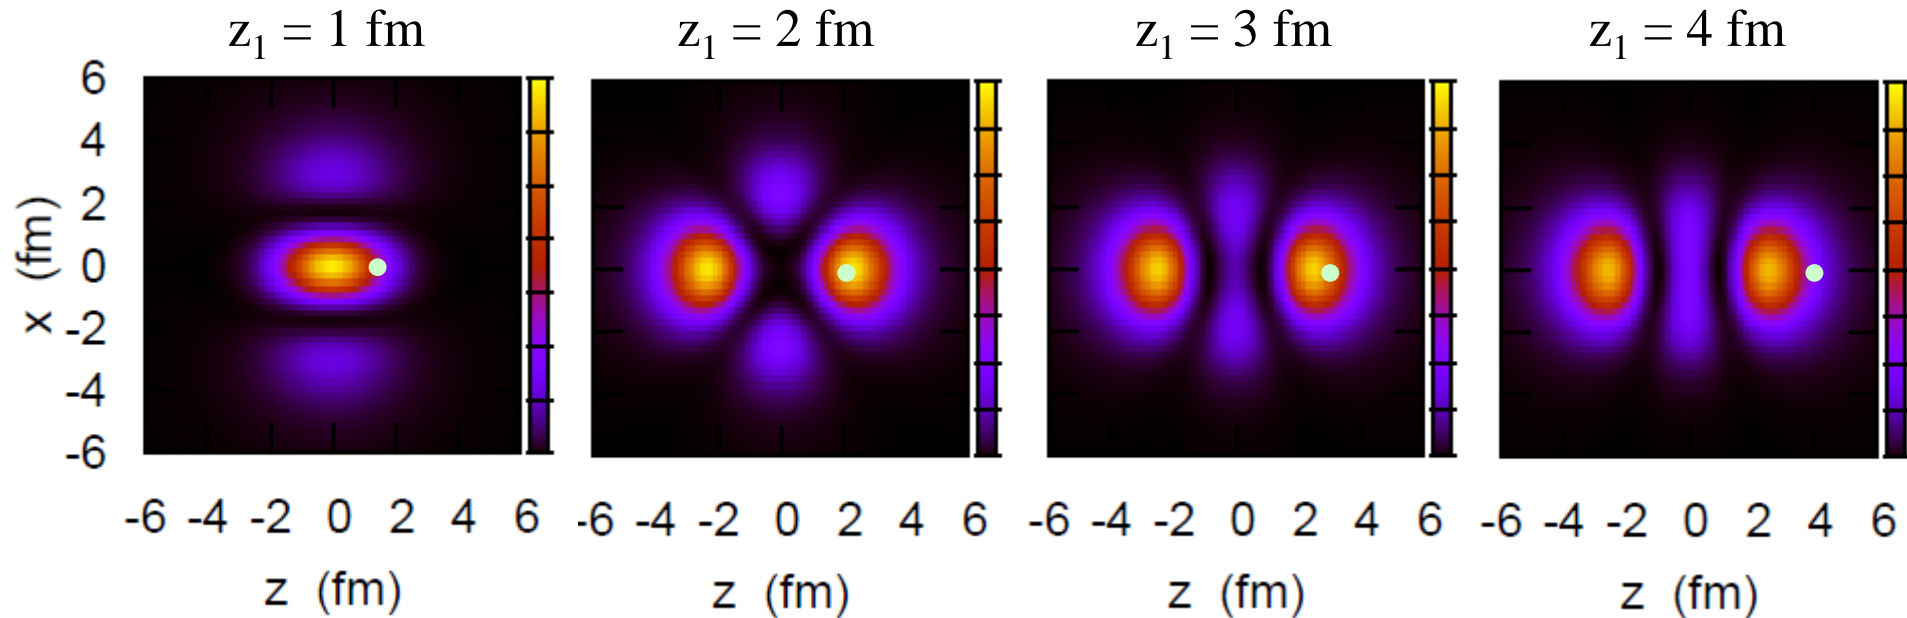 z₁ = 1 fm z₁ = 2 fm z₁ = 3 fm z₁ = 4 fm
6
4
2
0
-2
-4
-6
x (fm)
-6 -4 -2 0 2 4 6 -6 -4 -2 0 2 4 6 -6 -4 -2 0 2 4 6 -6 -4 -2 0 2 4 6
z (fm) z (fm) z (fm) z (fm)